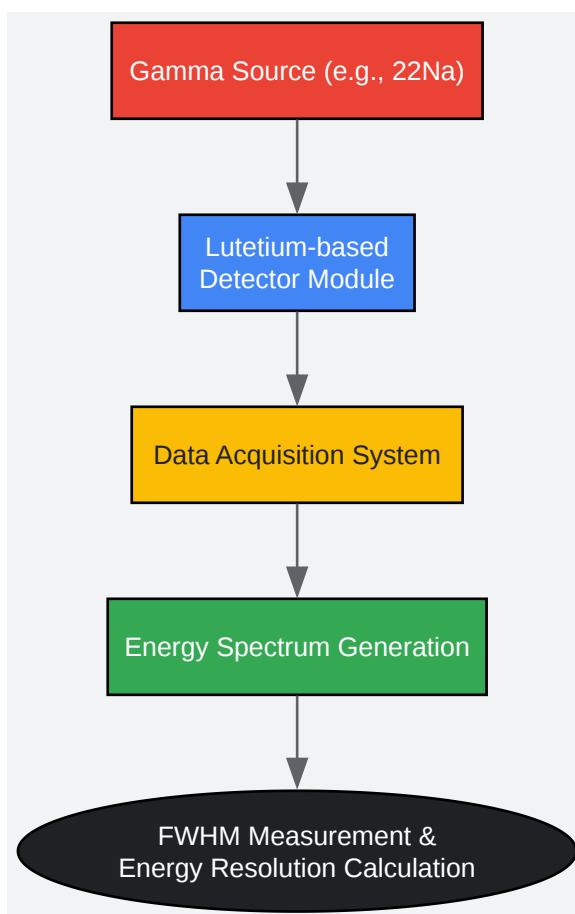 Gamma Source (e.g., 22Na)
Lutetium-based
Detector Module
Data Acquisition System
Energy Spectrum Generation
FWHM Measurement &
Energy Resolution Calculation